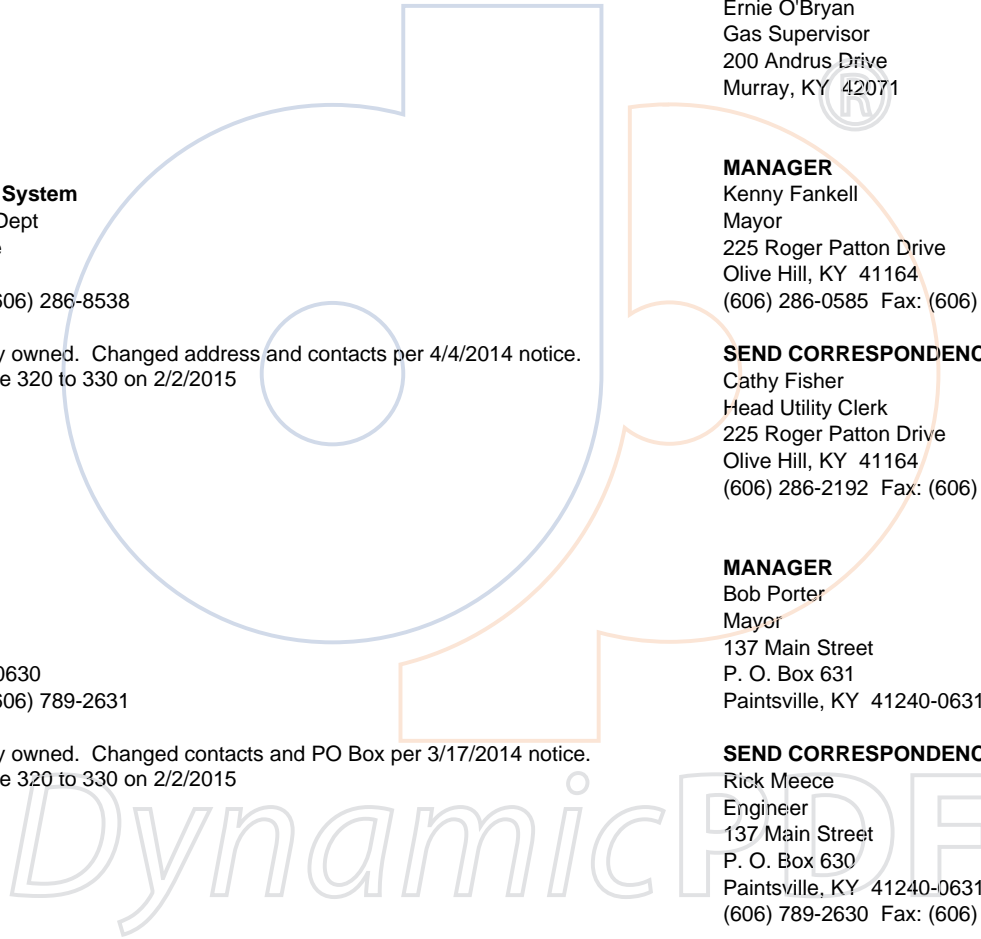 Ernie O'Bryan
Gas Supervisor
200 Andrus Drive
Murray, KY 42071
®
System
Dept
606) 286-8538
y owned. Changed address and contacts per 4/4/2014 notice.
e 320 to 330 on 2/2/2015
MANAGER
Kenny Fankell
Mayor
225 Roger Patton Drive
Olive Hill, KY 41164
(606) 286-0585 Fax: (606)
SEND CORRESPONDENC
Cathy Fisher
Head Utility Clerk
225 Roger Patton Drive
Olive Hill, KY 41164
(606) 286-2192 Fax: (606)
0630
606) 789-2631
y owned. Changed contacts and PO Box per 3/17/2014 notice.
e 320 to 330 on 2/2/2015
MANAGER
Bob Porter
Mayor
137 Main Street
P. O. Box 631
Paintsville, KY 41240-0631
SEND CORRESPONDENC
Rick Meece
Engineer
137 Main Street
P. O. Box 630
Paintsville, KY 41240-0631
(606) 789-2630 Fax: (606)
DynamicPDF